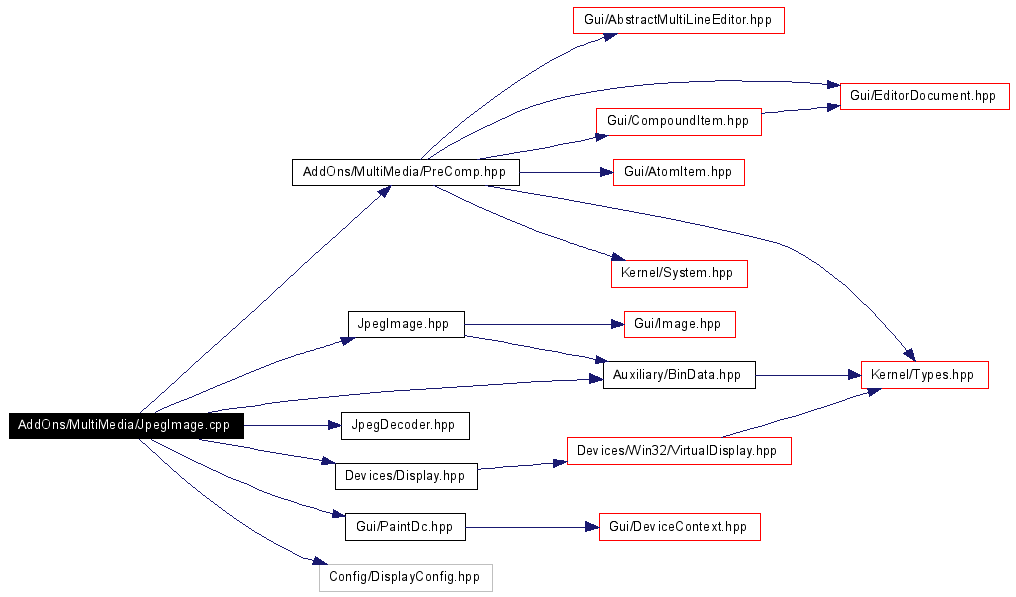 Gui/AbstractMultiLineEditor.hpp
Gui/EditorDocument.hpp
Gui/CompoundItem.hpp
AddOns/MultiMedia/PreComp.hpp
Gui/AtomItem.hpp
Kernel/System.hpp
JpegImage.hpp
Gui/Image.hpp
Auxiliary/BinData.hpp
Kernel/Types.hpp
AddOns/MultiMedia/JpegImage.cpp
JpegDecoder.hpp
Devices/Win32/VirtualDisplay.hpp
Devices/Display.hpp
Gui/PaintDc.hpp
Gui/DeviceContext.hpp
Config/DisplayConfig.hpp